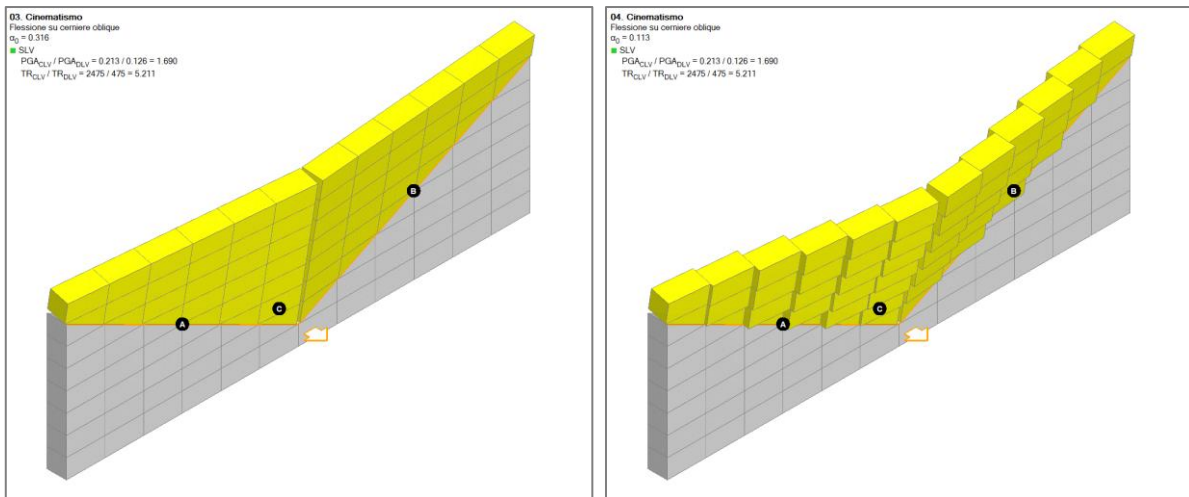 03. Cinematismo
Flessione su cerniere oblique
α0 = 0.316
SLV
PGACLV / PGADLV = 0.213 / 0.126 = 1.690
TRCLV / TRDLV = 2475 / 475 = 5.211
B
C
A
04. Cinematismo
Flessione su cerniere oblique
α0 = 0.113
SLV
PGACLV / PGADLV = 0.213 / 0.126 = 1.690
TRCLV / TRDLV = 2475 / 475 = 5.211
B
C
A